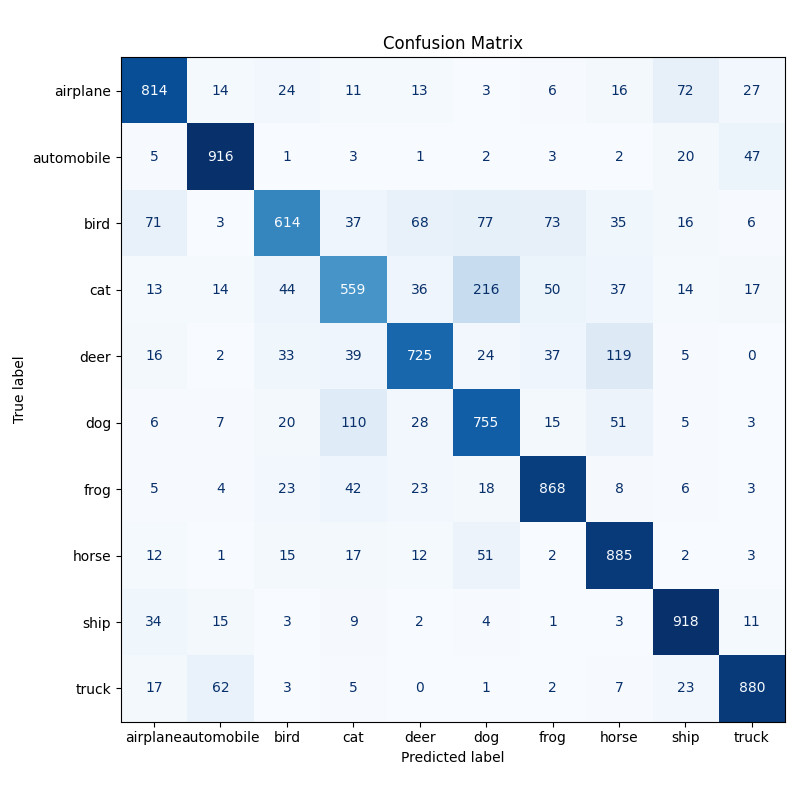 Confusion Matrix
True label
airplane 814 14 24 11 13 3 6 16 72 27
automobile 5 916 1 3 1 2 3 2 20 47
bird 71 3 614 37 68 77 73 35 16 6
cat 13 14 44 559 36 216 50 37 14 17
deer 16 2 33 39 725 24 37 119 5 0
dog 6 7 20 110 28 755 15 51 5 3
frog 5 4 23 42 23 18 868 8 6 3
horse 12 1 15 17 12 51 2 885 2 3
ship 34 15 3 9 2 4 1 3 918 11
truck 17 62 3 5 0 1 2 7 23 880
airplane automobile bird cat deer dog frog horse ship truck
Predicted label